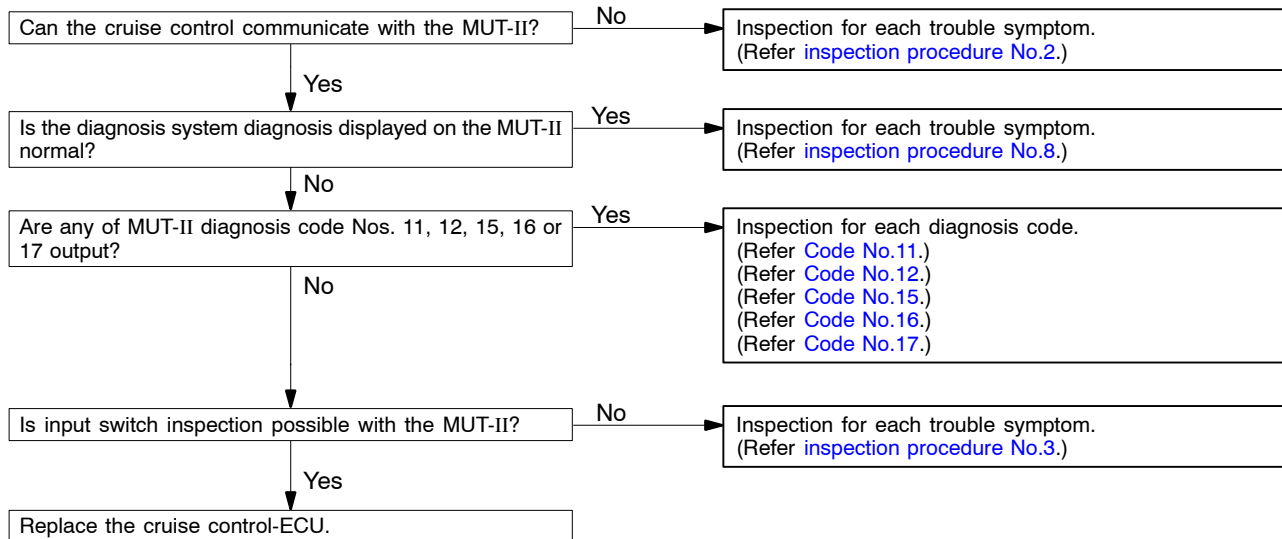 Can the cruise control communicate with the MUT-II?
No
Inspection for each trouble symptom.
(Refer inspection procedure No.2.)
Yes
Is the diagnosis system diagnosis displayed on the MUT-II
normal?
Yes
Inspection for each trouble symptom.
(Refer inspection procedure No.8.)
No
Are any of MUT-II diagnosis code Nos. 11, 12, 15, 16 or
17 output?
Yes
Inspection for each diagnosis code.
(Refer Code No.11.)
(Refer Code No.12.)
(Refer Code No.15.)
(Refer Code No.16.)
(Refer Code No.17.)
No
Is input switch inspection possible with the MUT-II?
No
Inspection for each trouble symptom.
(Refer inspection procedure No.3.)
Yes
Replace the cruise control-ECU.